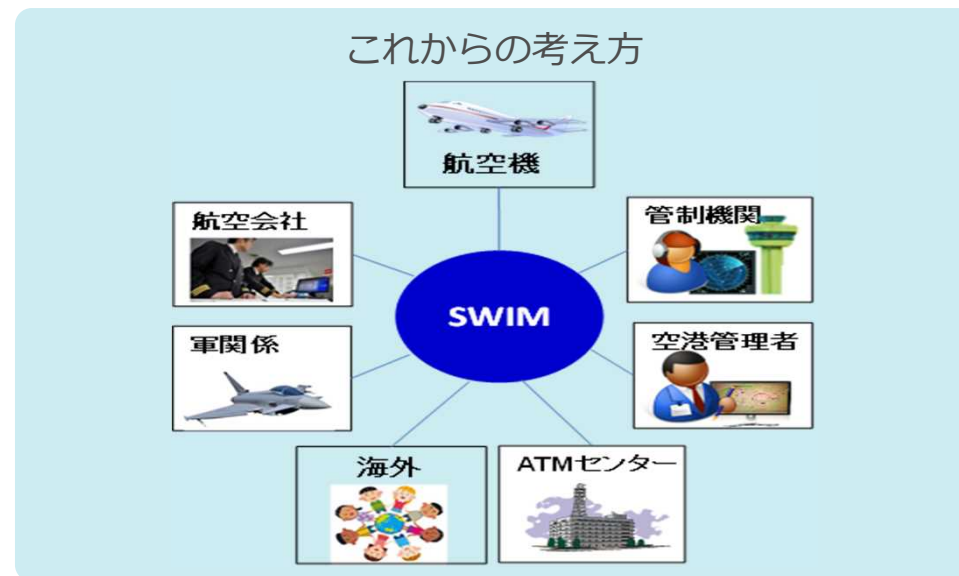 これからの考え方
航空機
航空会社
管制機関
SWIM
軍関係
空港管理者
海外
ATMセンター